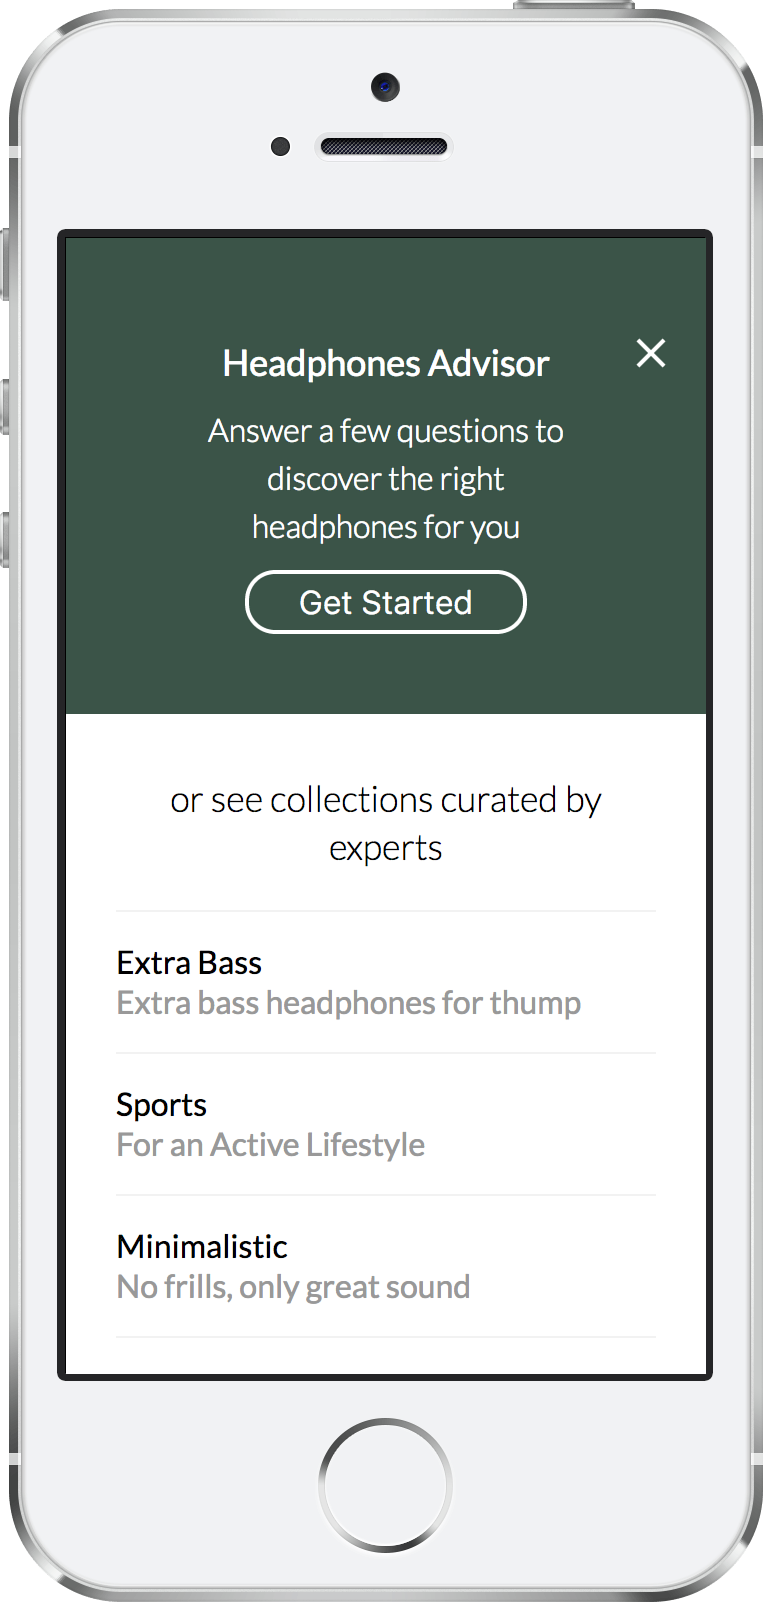 Headphones Advisor
Answer a few questions to
discover the right
headphones for you
Get Started
or see collections curated by
experts
Extra Bass
Extra bass headphones for thump
Sports
For an Active Lifestyle
Minimalistic
No frills, only great sound